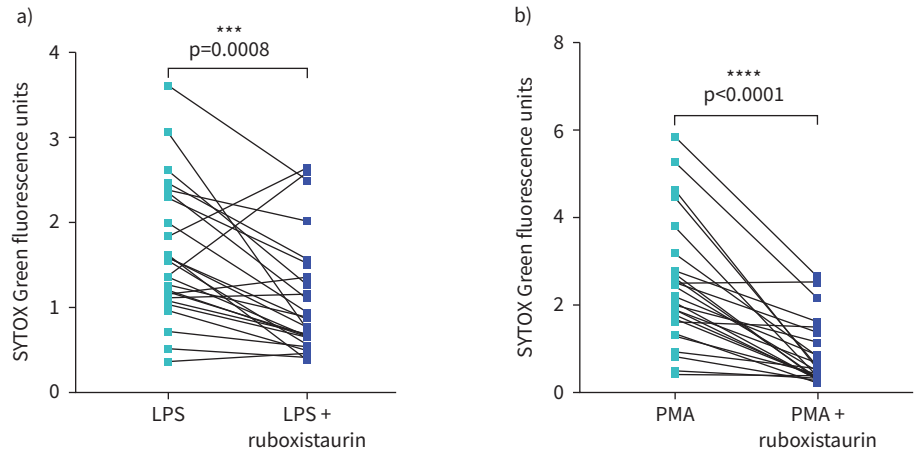 a)
***
p=0.0008
SYTOX Green fluorescence units
4
3
2
1
0
LPS
LPS +
ruboxistaurin
b)
****
p<0.0001
SYTOX Green fluorescence units
8
6
4
2
0
PMA
PMA +
ruboxistaurin